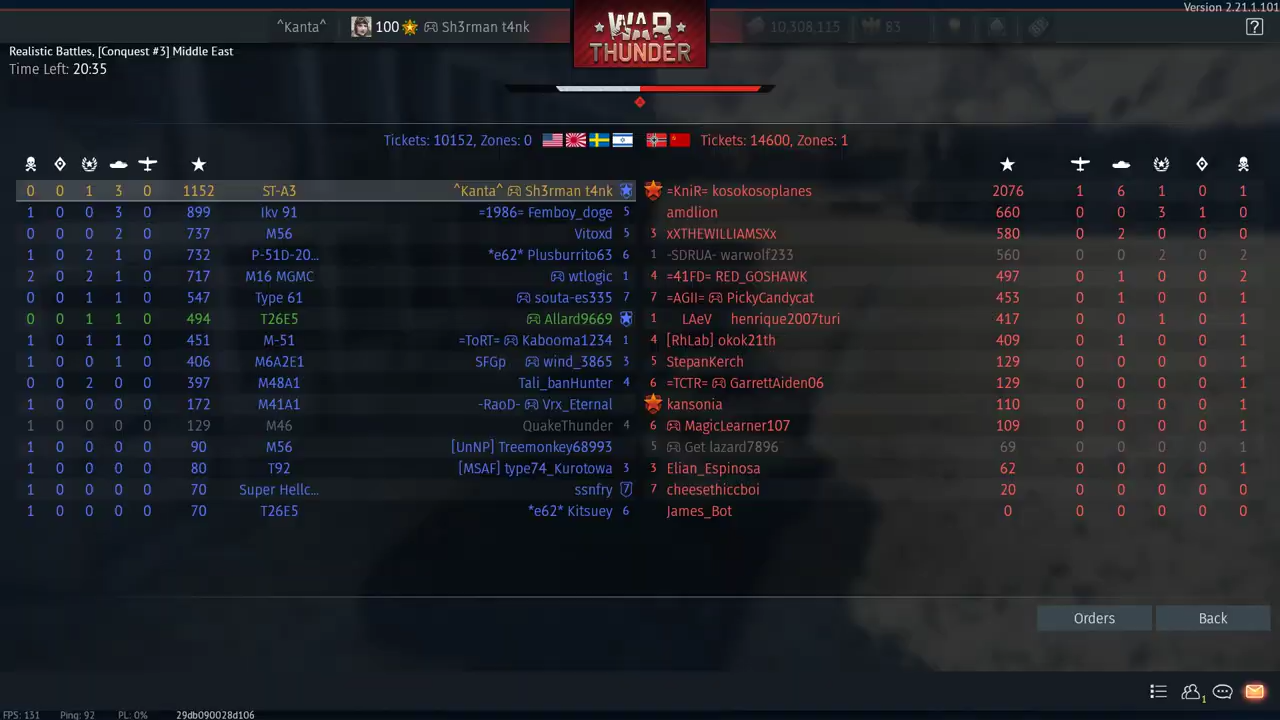 Version 2.21.1.101
^Kanta^ 100 Sh3rman t4nk WAR THUNDER 10,308,115 83 ?
Realistic Battles, [Conquest #3] Middle East
Time Left: 20:35
A
Tickets: 10152, Zones: 0 Tickets: 14600, Zones: 1
0 0 1 3 0 1152 ST-A3 ^Kanta^ Sh3rman t4nk =KniR= kosokosoplanes 2076 1 6 1 0 1
1 0 0 3 0 899 Ikv 91 =1986= Femboy_doge 5 amdlion 660 0 0 3 1 0
0 0 0 2 0 737 M56 Vitoxd 5 3 xXTHEWILLIAMSXx 580 0 2 0 0 0
1 0 2 1 0 732 P-51D-20... *e62* Plusburrito63 6 1 -SDRUA- warwolf233 560 0 0 2 0 2
2 0 2 1 0 717 M16 MGMC wtlogic 1 4 =41FD= RED_GOSHAWK 497 0 1 0 0 2
0 0 1 1 0 547 Type 61 souta-es335 7 7 =AGII= PickyCandycat 453 0 1 0 0 1
0 0 1 1 0 494 T26E5 Allard9669 1 LAeV henrique2007turi 417 0 0 1 0 1
1 0 0 1 0 451 M-51 =ToRT= Kabooma1234 1 4 [RhLab] okok21th 409 0 1 0 0 1
1 0 0 1 0 406 M6A2E1 SFGp wind_3865 3 5 StepanKerch 129 0 0 0 0 1
0 0 2 0 0 397 M48A1 Tali_banHunter 4 6 =TCTR= GarrettAiden06 129 0 0 0 0 1
1 0 0 0 0 172 M41A1 -RaoD- Vrx_Eternal kansonia 110 0 0 0 0 1
1 0 0 0 0 129 M46 QuakeThunder 4 6 MagicLearner107 109 0 0 0 0 1
1 0 0 0 0 90 M56 [UnNP] Treemonkey68993 5 Get lazard7896 69 0 0 0 0 1
1 0 0 0 0 80 T92 [MSAF] type74_Kurotowa 3 3 Elian_Espinosa 62 0 0 0 0 1
1 0 0 0 0 70 Super Hellc... ssnfry 7 7 cheesethiccboi 20 0 0 0 0 0
1 0 0 0 0 70 T26E5 *e62* Kitsuey 6 James_Bot 0 0 0 0 0 0
Orders Back
1
FPS: 131 Ping: 92 PL: 0% 29db090028d106